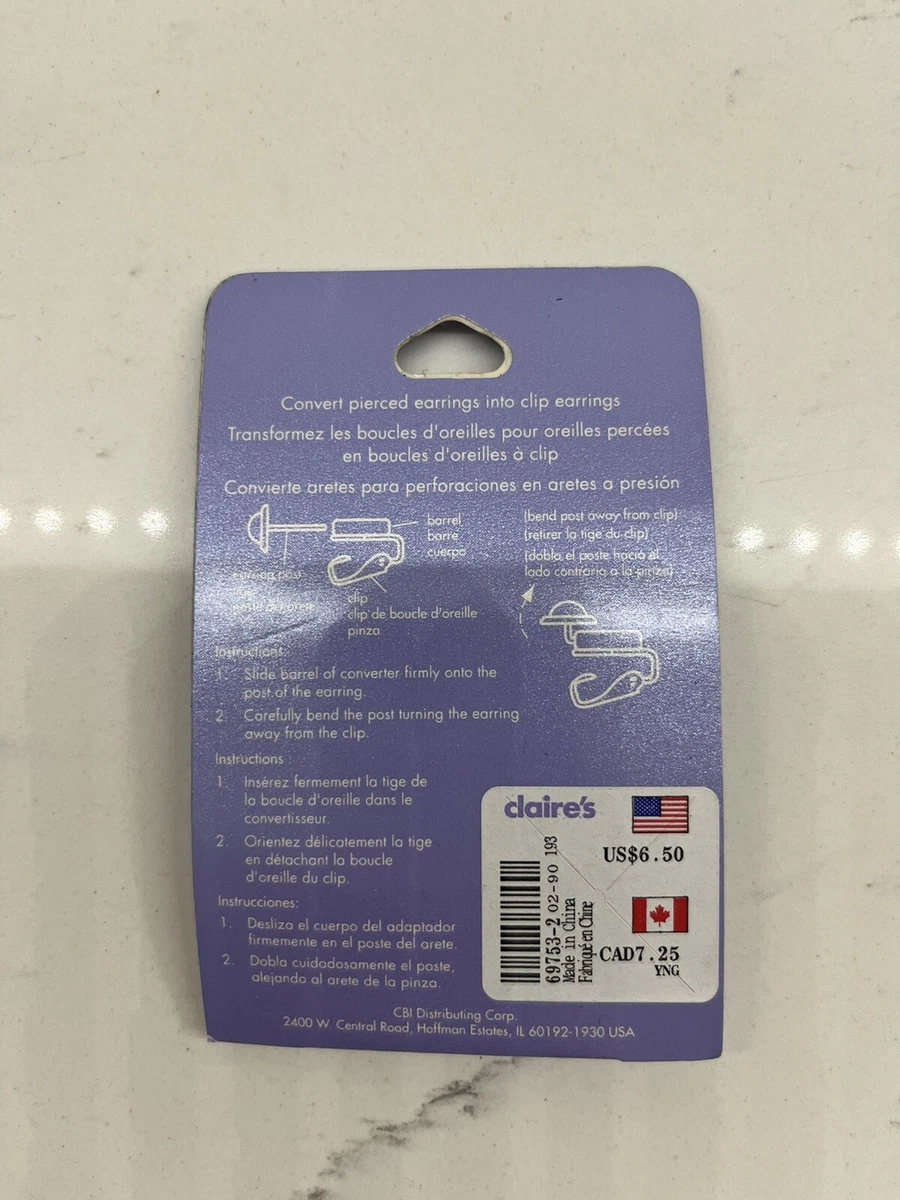 Convert pierced earrings into clip earrings
Transformez les boucles d'oreilles pour oreilles percées
en boucles d'oreilles à clip
Convierte aretes para perforaciones en aretes a presión
barrel
barre
cuerpo
(bend post away from clip)
(retirer la tige du clip)
(dobla el poste hacia el
lado contrario a la pinza)
earring post
clip
clip de boucle d'oreille
pinza
Instructions:
1. Slide barrel of converter firmly onto the
post of the earring.
2. Carefully bend the post turning the earring
away from the clip.
Instructions
1. Insérez fermement la tige de
la boucle d'oreille dans le
convertisseur.
2. Orientez délicatement la tige
en détachant la boucle
d'oreille du clip.
Instrucciones:
1. Desliza el cuerpo del adaptador
firmemente en el poste del arete.
2. Dobla cuidadosamente el poste,
alejando al arete de la pinza.
claire's
US$6.50
CAD7.25
YNG
69753-2 02-90 193
Made in China
Fabriqué en Chine
CBI Distributing Corp.
2400 W. Central Road, Hoffman Estates, IL 60192-1930 USA